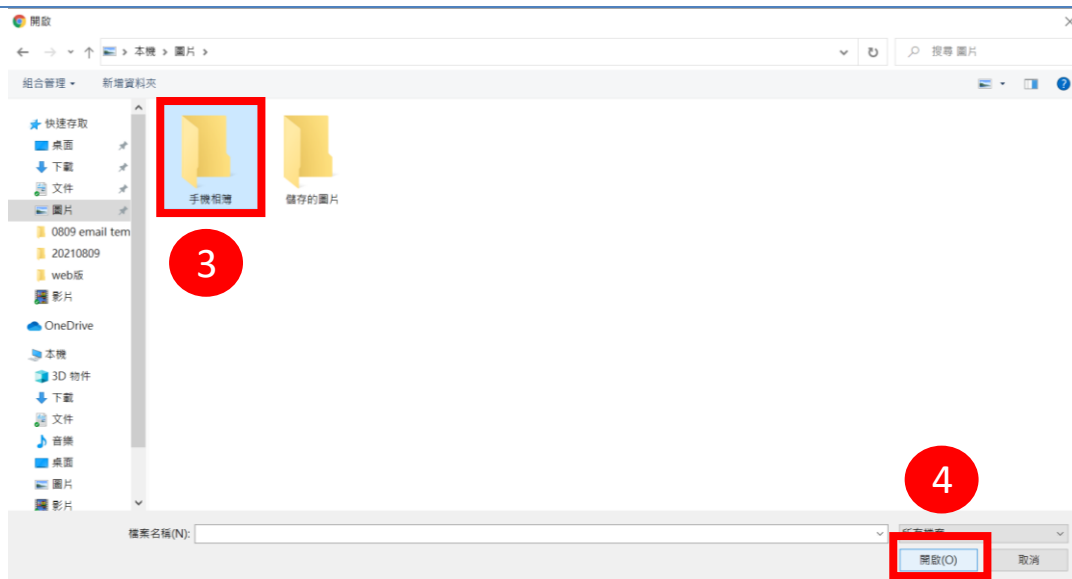 開啟
本機 › 圖片 ›
搜尋 圖片
組合管理
新增資料夾
快速存取
桌面
下載
文件
圖片
0809 email tem
20210809
web版
影片
OneDrive
本機
3D 物件
下載
文件
音樂
桌面
圖片
影片
手機相簿
儲存的圖片
3
4
檔案名稱(N):
所有檔案
開啟(O)
取消